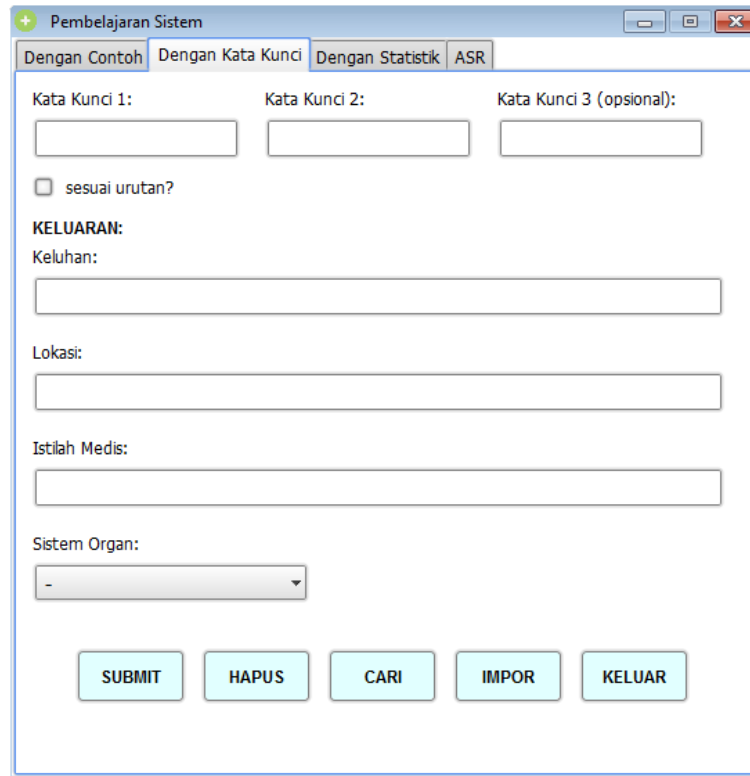 Pembelajaran Sistem
Dengan Contoh Dengan Kata Kunci Dengan Statistik ASR
Kata Kunci 1: Kata Kunci 2: Kata Kunci 3 (opsional):
sesuai urutan?
KELUARAN:
Keluhan:
Lokasi:
Istilah Medis:
Sistem Organ:
-
SUBMIT HAPUS CARI IMPOR KELUAR